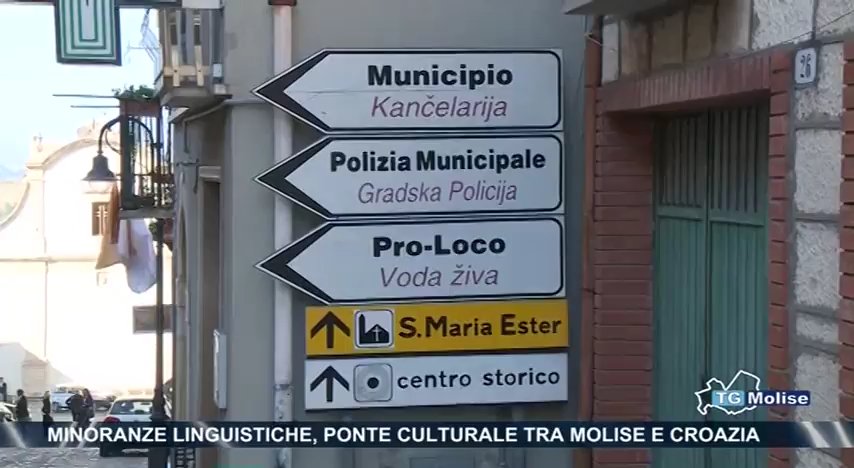 Municipio
Kančelarija
Polizia Municipale
Gradska Policija
Pro-Loco
Voda živa
S.Maria Ester
centro storico
26
TG Molise
MINORANZE LINGUISTICHE, PONTE CULTURALE TRA MOLISE E CROAZIA